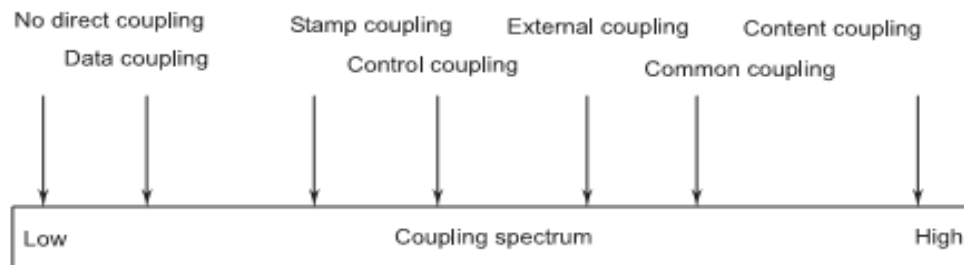 No direct coupling Stamp coupling External coupling Content coupling
Data coupling Control coupling Common coupling
Low Coupling spectrum High